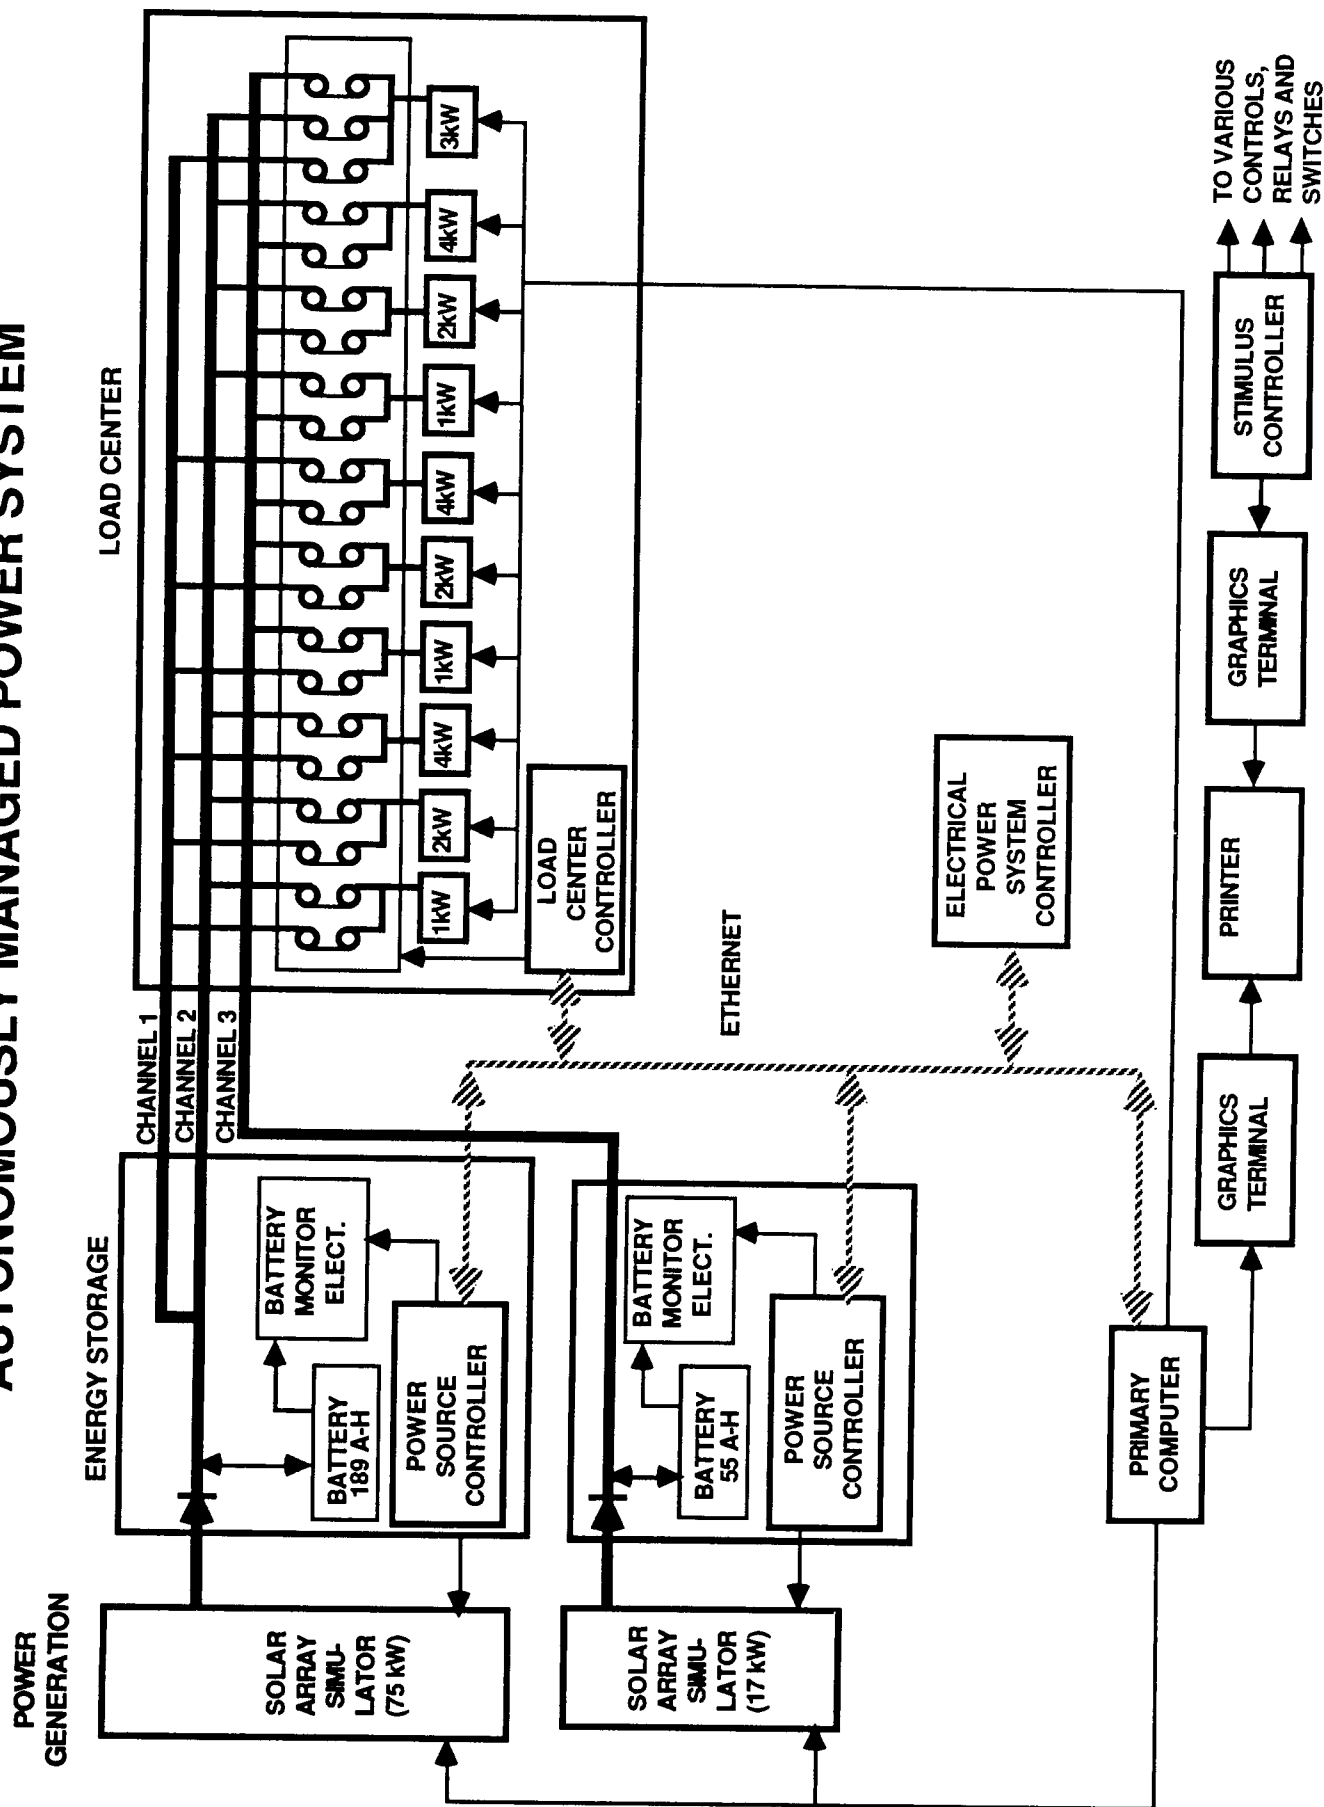 AUTONOMOUSLY MANAGED POWER SYSTEM
POWER
GENERATION
ENERGY STORAGE
LOAD CENTER
CHANNEL 1
CHANNEL 2
CHANNEL 3
SOLAR
ARRAY
SIMU-
LATOR
(75 kW)
BATTERY
189 A-H
BATTERY
MONITOR
ELECT.
POWER
SOURCE
CONTROLLER
1kW
2kW
4kW
1kW
2kW
4kW
1kW
2kW
4kW
3kW
LOAD
CENTER
CONTROLLER
SOLAR
ARRAY
SIMU-
LATOR
(17 kW)
BATTERY
55 A-H
BATTERY
MONITOR
ELECT.
POWER
SOURCE
CONTROLLER
ETHERNET
ELECTRICAL
POWER
SYSTEM
CONTROLLER
PRIMARY
COMPUTER
GRAPHICS
TERMINAL
PRINTER
GRAPHICS
TERMINAL
STIMULUS
CONTROLLER
TO VARIOUS
CONTROLS,
RELAYS AND
SWITCHES